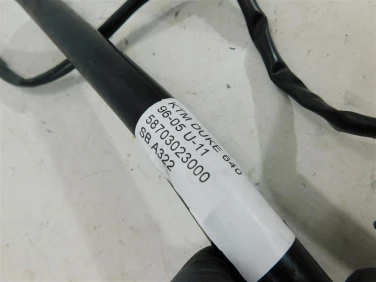 KTM DUKE 640
96-05 U-11
58703023000
SB A322